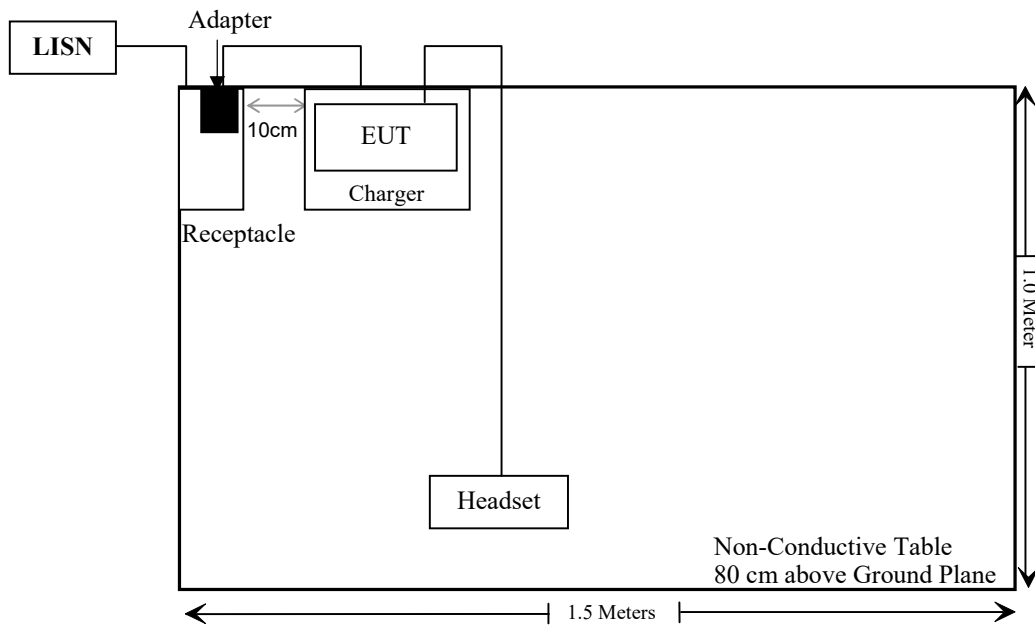 Adapter
LISN
10cm
EUT
Charger
Receptacle
1.0 Meter
Headset
Non-Conductive Table
80 cm above Ground Plane
1.5 Meters